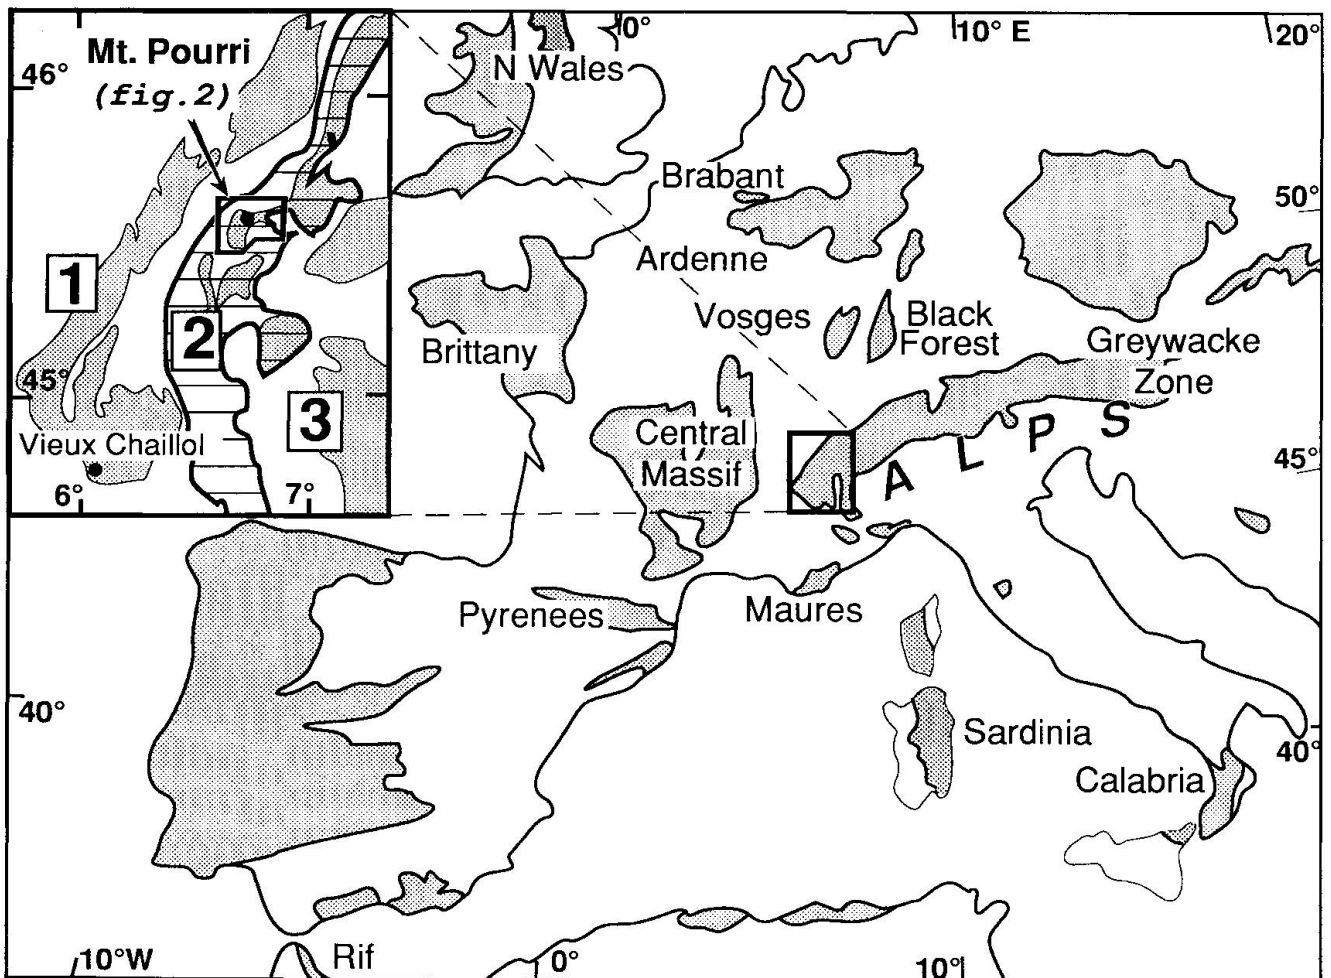 Mt. Pourri
(fig.2)
46°
1
2
3
45°
Vieux Chaillol
6°
7°
0°
10° E
20°
N Wales
Brabant
50°
Ardenne
Vosges
Black
Forest
Brittany
Greywacke
Zone
Central
Massif
A L P S
45°
Pyrenees
Maures
40°
Sardinia
40°
Calabria
10°W
Rif
0°
10°